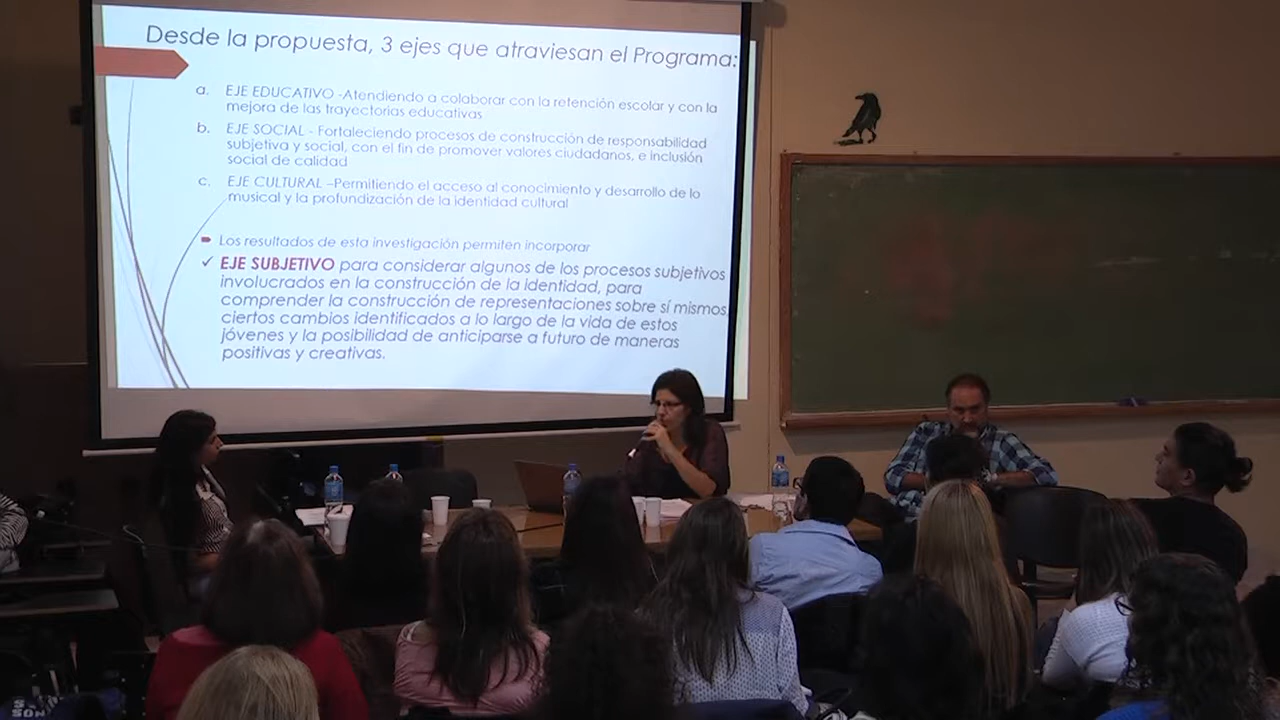 Desde la propuesta, 3 ejes que atraviesan el Programa:
a. EJE EDUCATIVO -Atendiendo a colaborar con la retención escolar y con la
mejora de las trayectorias educativas
b. EJE SOCIAL - Fortaleciendo procesos de construcción de responsabilidad
subjetiva y social, con el fin de promover valores ciudadanos, e inclusión
social de calidad
c. EJE CULTURAL –Permitiendo el acceso al conocimiento y desarrollo de lo
musical y la profundización de la identidad cultural
Los resultados de esta investigación permiten incorporar
✓ EJE SUBJETIVO para considerar algunos de los procesos subjetivos
involucrados en la construcción de la identidad, para
comprender la construcción de representaciones sobre sí mismos,
ciertos cambios identificados a lo largo de la vida de estos
jóvenes y la posibilidad de anticiparse a futuro de maneras
positivas y creativas.